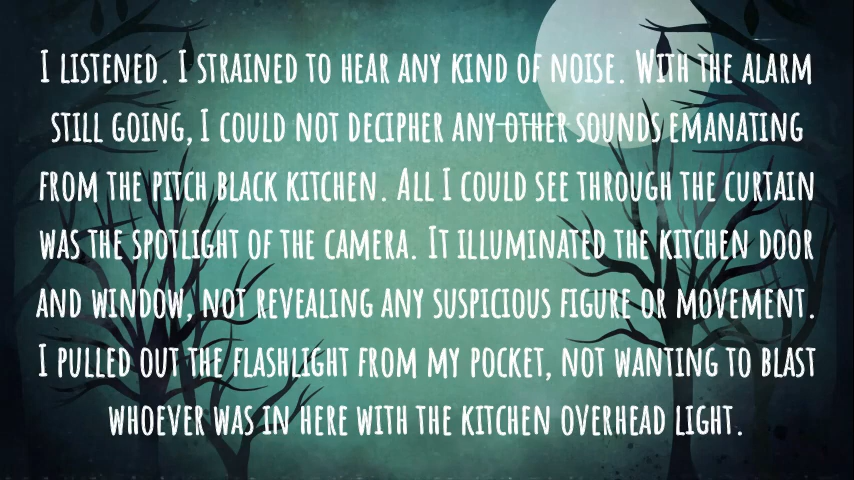 I LISTENED. I STRAINED TO HEAR ANY KIND OF NOISE. WITH THE ALARM
STILL GOING, I COULD NOT DECIPHER ANY OTHER SOUNDS EMANATING
FROM THE PITCH BLACK KITCHEN. ALL I COULD SEE THROUGH THE CURTAIN
WAS THE SPOTLIGHT OF THE CAMERA. IT ILLUMINATED THE KITCHEN DOOR
AND WINDOW, NOT REVEALING ANY SUSPICIOUS FIGURE OR MOVEMENT.
I PULLED OUT THE FLASHLIGHT FROM MY POCKET, NOT WANTING TO BLAST
WHOEVER WAS IN HERE WITH THE KITCHEN OVERHEAD LIGHT.